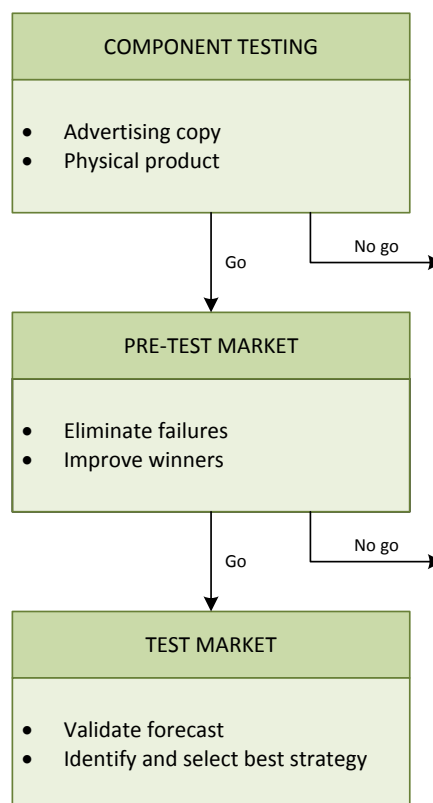 COMPONENT TESTING
• Advertising copy
• Physical product
Go
No go
PRE-TEST MARKET
• Eliminate failures
• Improve winners
Go
No go
TEST MARKET
• Validate forecast
• Identify and select best strategy